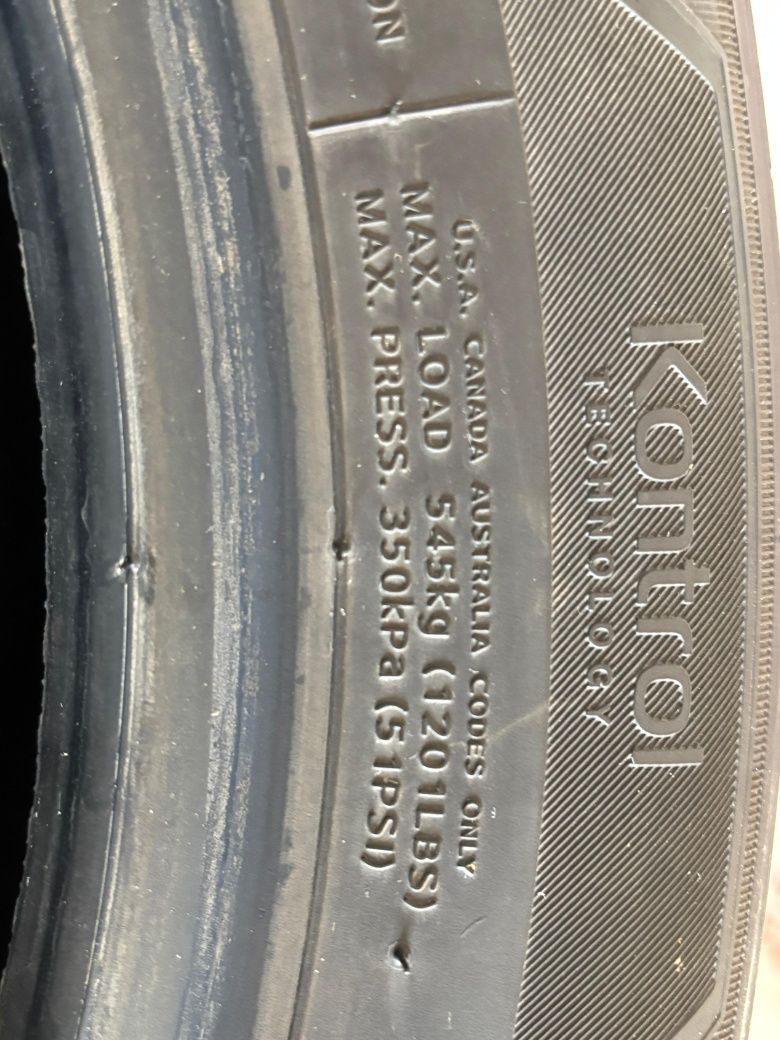 Kontrol
TECHNOLOGY
U.S.A. CANADA AUSTRALIA CODES ONLY
MAX. LOAD 545kg (1201LBS)
MAX. PRESS. 350kPa (51PSI)